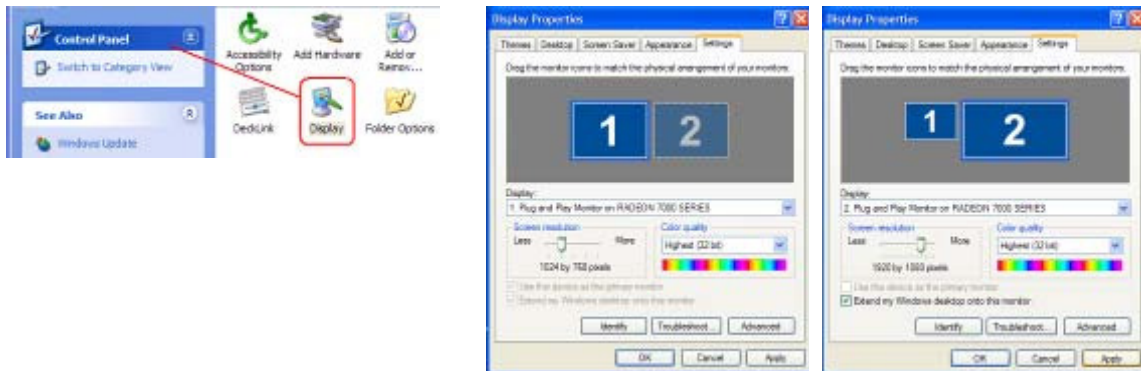 Control Panel
Switch to Category View
See Also
Windows Update
Accessibility Options
Add Hardware
Add or Remov...
DeckLink
Display
Folder Options
Display Properties
Themes Desktop Screen Saver Appearance Settings
Drag the monitor icons to match the physical arrangement of your monitors.
1 2
Display:
1. Plug and Play Monitor on RADEON 7000 SERIES
Screen resolution
Less More
1024 by 768 pixels
Color quality
Highest (32 bit)
Use this device as the primary monitor
Extend my Windows desktop onto this monitor
Identify Troubleshoot... Advanced
OK Cancel Apply
Display Properties
Themes Desktop Screen Saver Appearance Settings
Drag the monitor icons to match the physical arrangement of your monitors.
1 2
Display:
2. Plug and Play Monitor on RADEON 7000 SERIES
Screen resolution
Less More
1920 by 1080 pixels
Color quality
Highest (32 bit)
Use this device as the primary monitor
Extend my Windows desktop onto this monitor
Identify Troubleshoot... Advanced
OK Cancel Apply